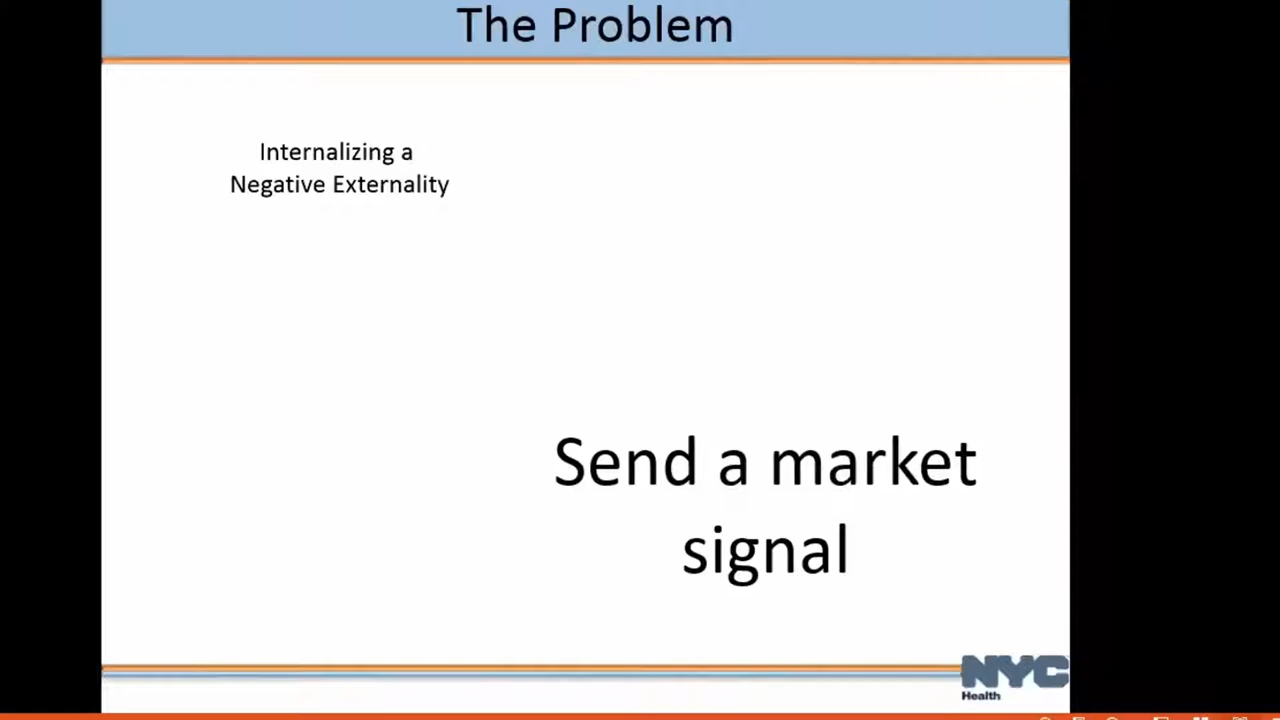 The Problem
Internalizing a
Negative Externality
Send a market
signal
NYC
Health